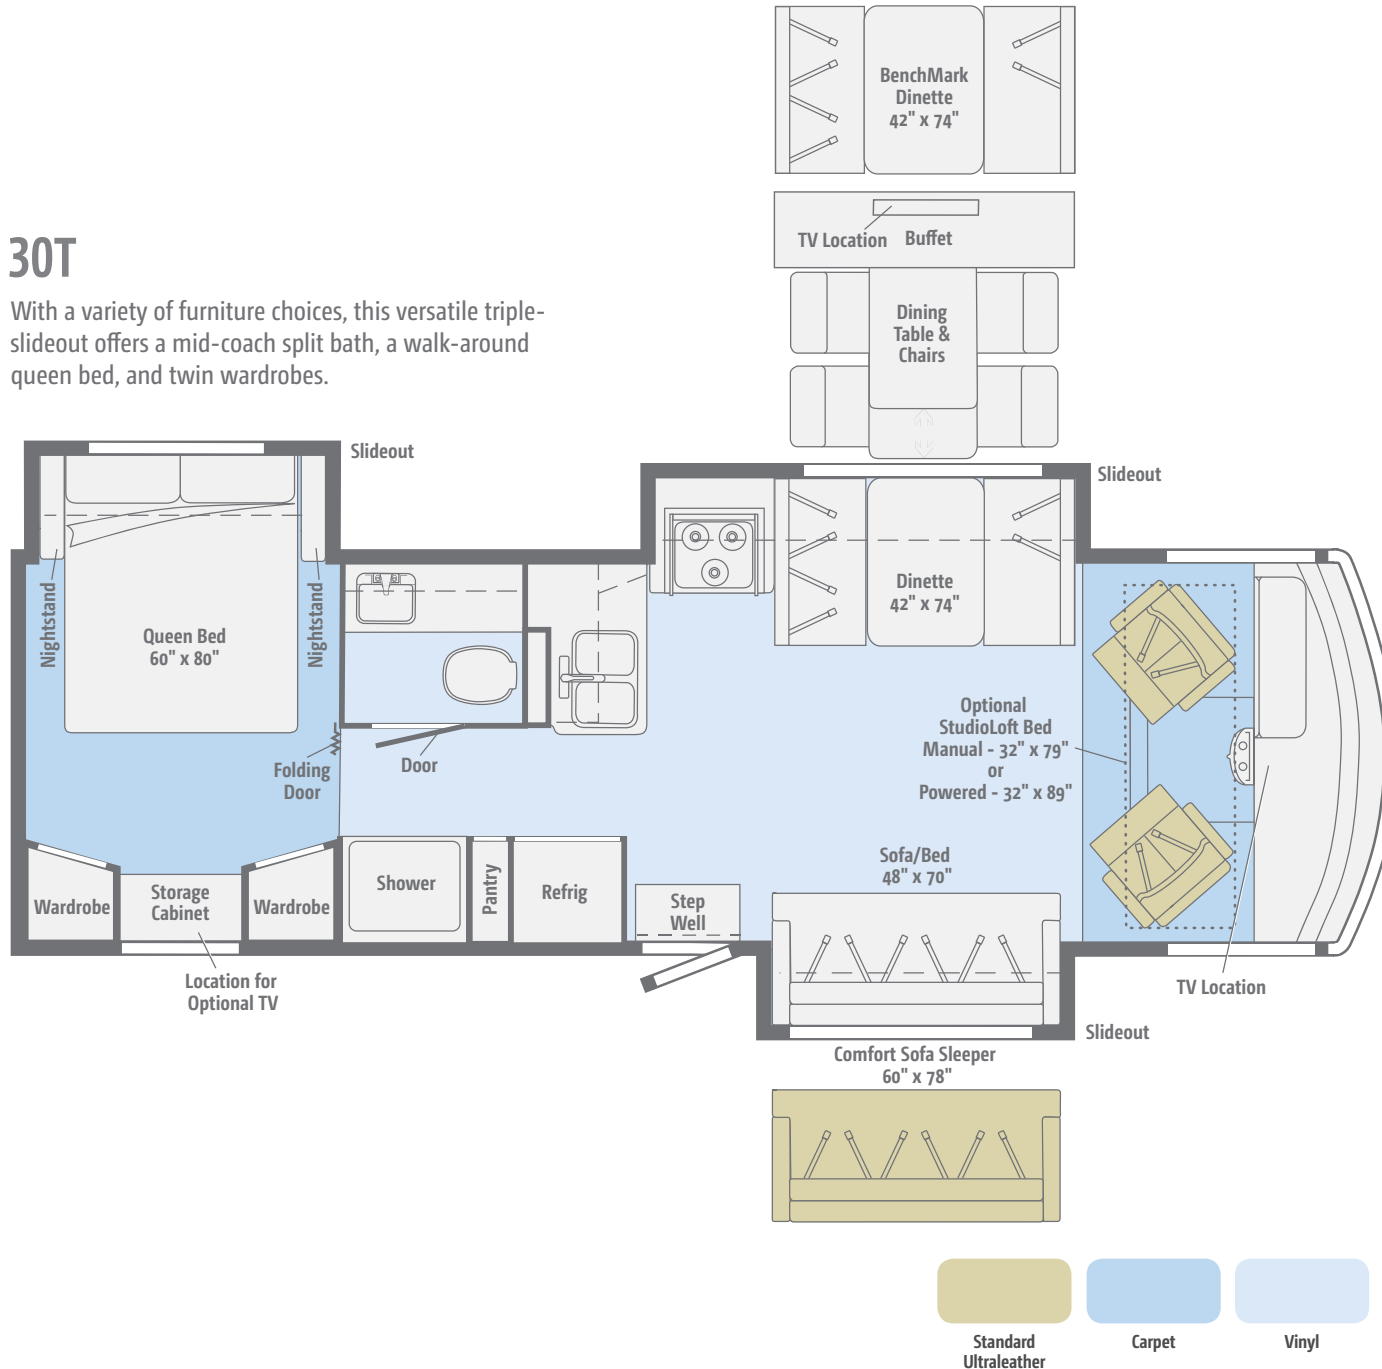 BenchMark
Dinette
42" x 74"
TV Location
Buffet
Dining
Table &
Chairs
30T
With a variety of furniture choices, this versatile triple-
slideout offers a mid-coach split bath, a walk-around
queen bed, and twin wardrobes.
Slideout
Slideout
Nightstand
Queen Bed
60" x 80"
Nightstand
Dinette
42" x 74"
Folding
Door
Door
Optional
StudioLoft Bed
Manual - 32" x 79"
or
Powered - 32" x 89"
Wardrobe
Storage
Cabinet
Wardrobe
Shower
Pantry
Refrig
Step
Well
Sofa/Bed
48" x 70"
Location for
Optional TV
TV Location
Slideout
Comfort Sofa Sleeper
60" x 78"
Standard
Ultraleather
Carpet
Vinyl